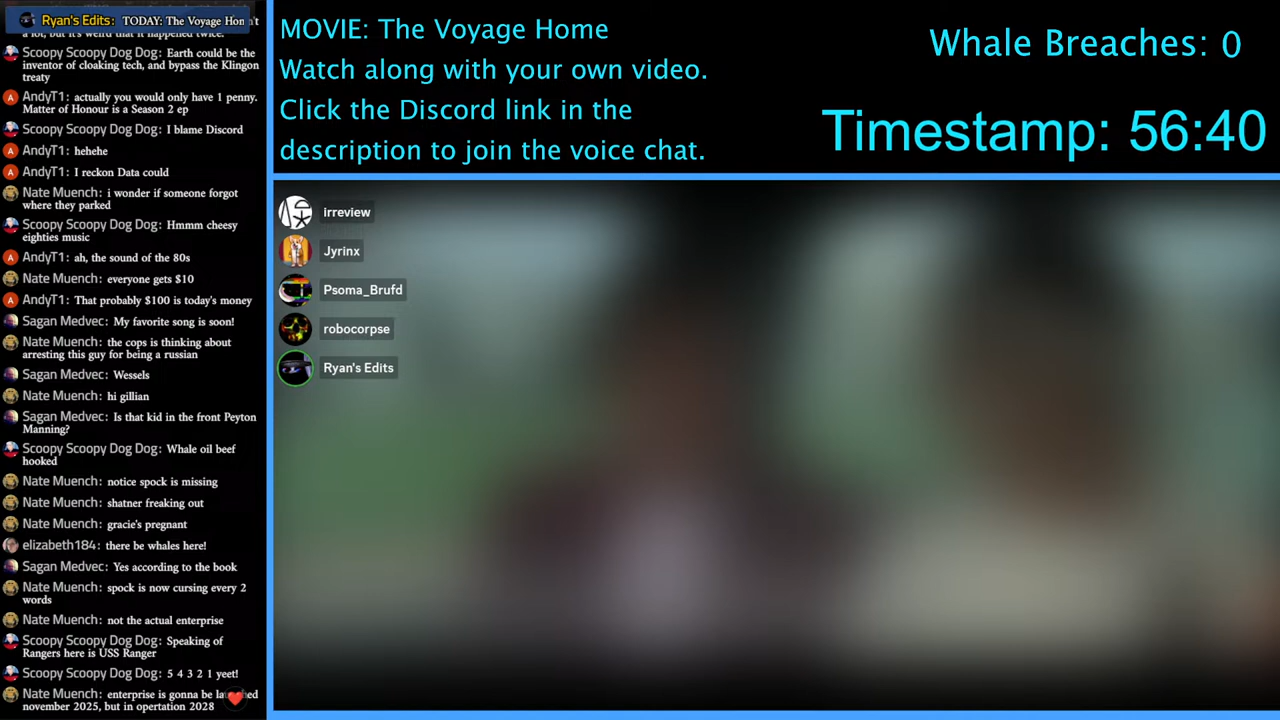 Ryan's Edits: TODAY: The Voyage Hom
a lot, but it's weird that it happened twice.
Scoopy Scoopy Dog Dog: Earth could be the
inventor of cloaking tech, and bypass the Klingon
treaty
AndyT1: actually you would only have 1 penny.
Matter of Honour is a Season 2 ep
Scoopy Scoopy Dog Dog: I blame Discord
AndyT1: hehehe
AndyT1: I reckon Data could
Nate Muench: i wonder if someone forgot
where they parked
Scoopy Scoopy Dog Dog: Hmmm cheesy
eighties music
AndyT1: ah, the sound of the 80s
Nate Muench: everyone gets $10
AndyT1: That probably $100 is today's money
Sagan Medvec: My favorite song is soon!
Nate Muench: the cops is thinking about
arresting this guy for being a russian
Sagan Medvec: Wessels
Nate Muench: hi gillian
Sagan Medvec: Is that kid in the front Peyton
Manning?
Scoopy Scoopy Dog Dog: Whale oil beef
hooked
Nate Muench: notice spock is missing
Nate Muench: shatner freaking out
Nate Muench: gracie's pregnant
elizabeth184: there be whales here!
Sagan Medvec: Yes according to the book
Nate Muench: spock is now cursing every 2
words
Nate Muench: not the actual enterprise
Scoopy Scoopy Dog Dog: Speaking of
Rangers here is USS Ranger
Scoopy Scoopy Dog Dog: 5 4 3 2 1 yeet!
Nate Muench: enterprise is gonna be
november 2025, but in opertation 2028
MOVIE: The Voyage Home
Watch along with your own video.
Click the Discord link in the
description to join the voice chat.
Whale Breaches: 0
Timestamp: 56:40
irreview
Jyrinx
Psoma_Brufd
robocorpse
Ryan's Edits